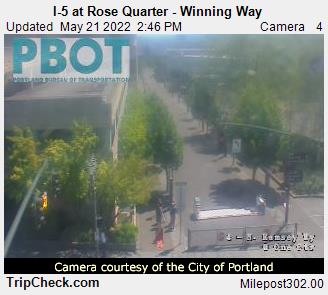 I-5 at Rose Quarter - Winning Way
Updated May 21 2022 2:46 PM Camera 4
PBOT
PORTLAND BUREAU OF TRANSPORTATION
Camera courtesy of the City of Portland
TripCheck.com Milepost302.00